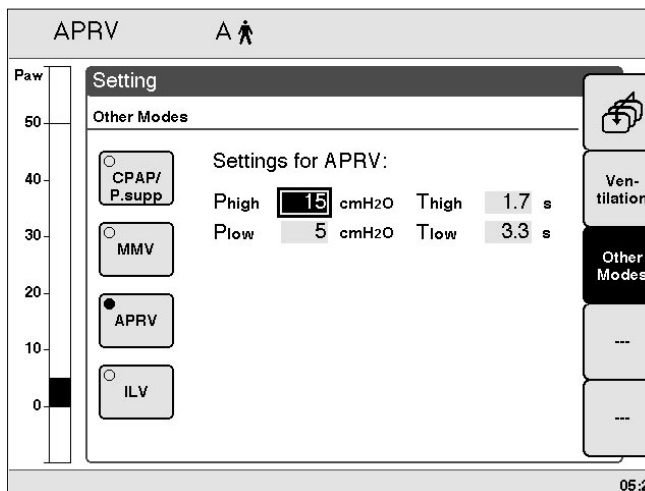 APRV A
Paw
Setting
Other Modes
50
40
30
20
10
0
CPAP/
P.supp
MMV
APRV
ILV
Settings for APRV:
Phigh 15 cmH2O Thigh 1.7 s
Plow 5 cmH2O Tlow 3.3 s
Ven-
tilation
Other
Modes
---
---